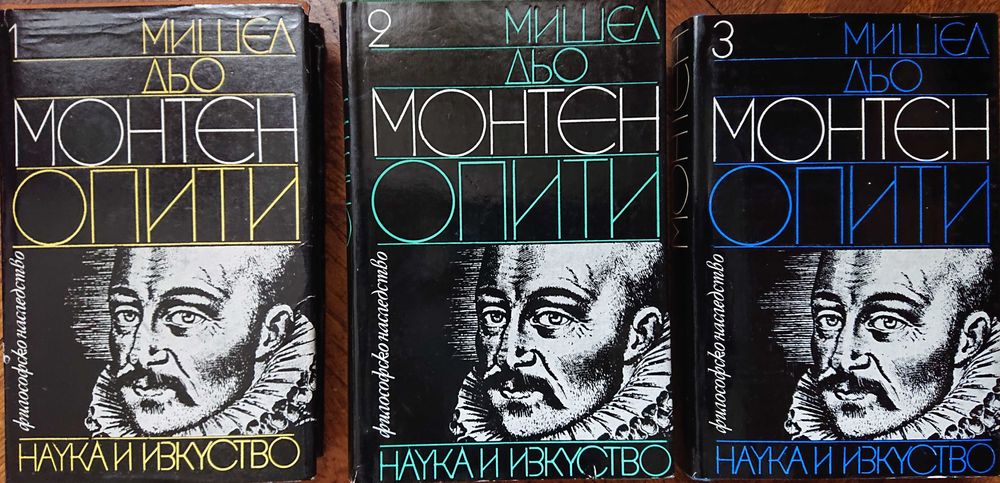 1
МИШЕЛ
ДЬО
МОНТЕН
ОПИТИ
философско наследство
НАУКА И ИЗКУСТВО
2
МИШЕЛ
ДЬО
МОНТЕН
ОПИТИ
философско наследство
НАУКА И ИЗКУСТВО
3
МИШЕЛ
ДЬО
МОНТЕН
ОПИТИ
философско наследство
НАУКА И ИЗКУСТВО